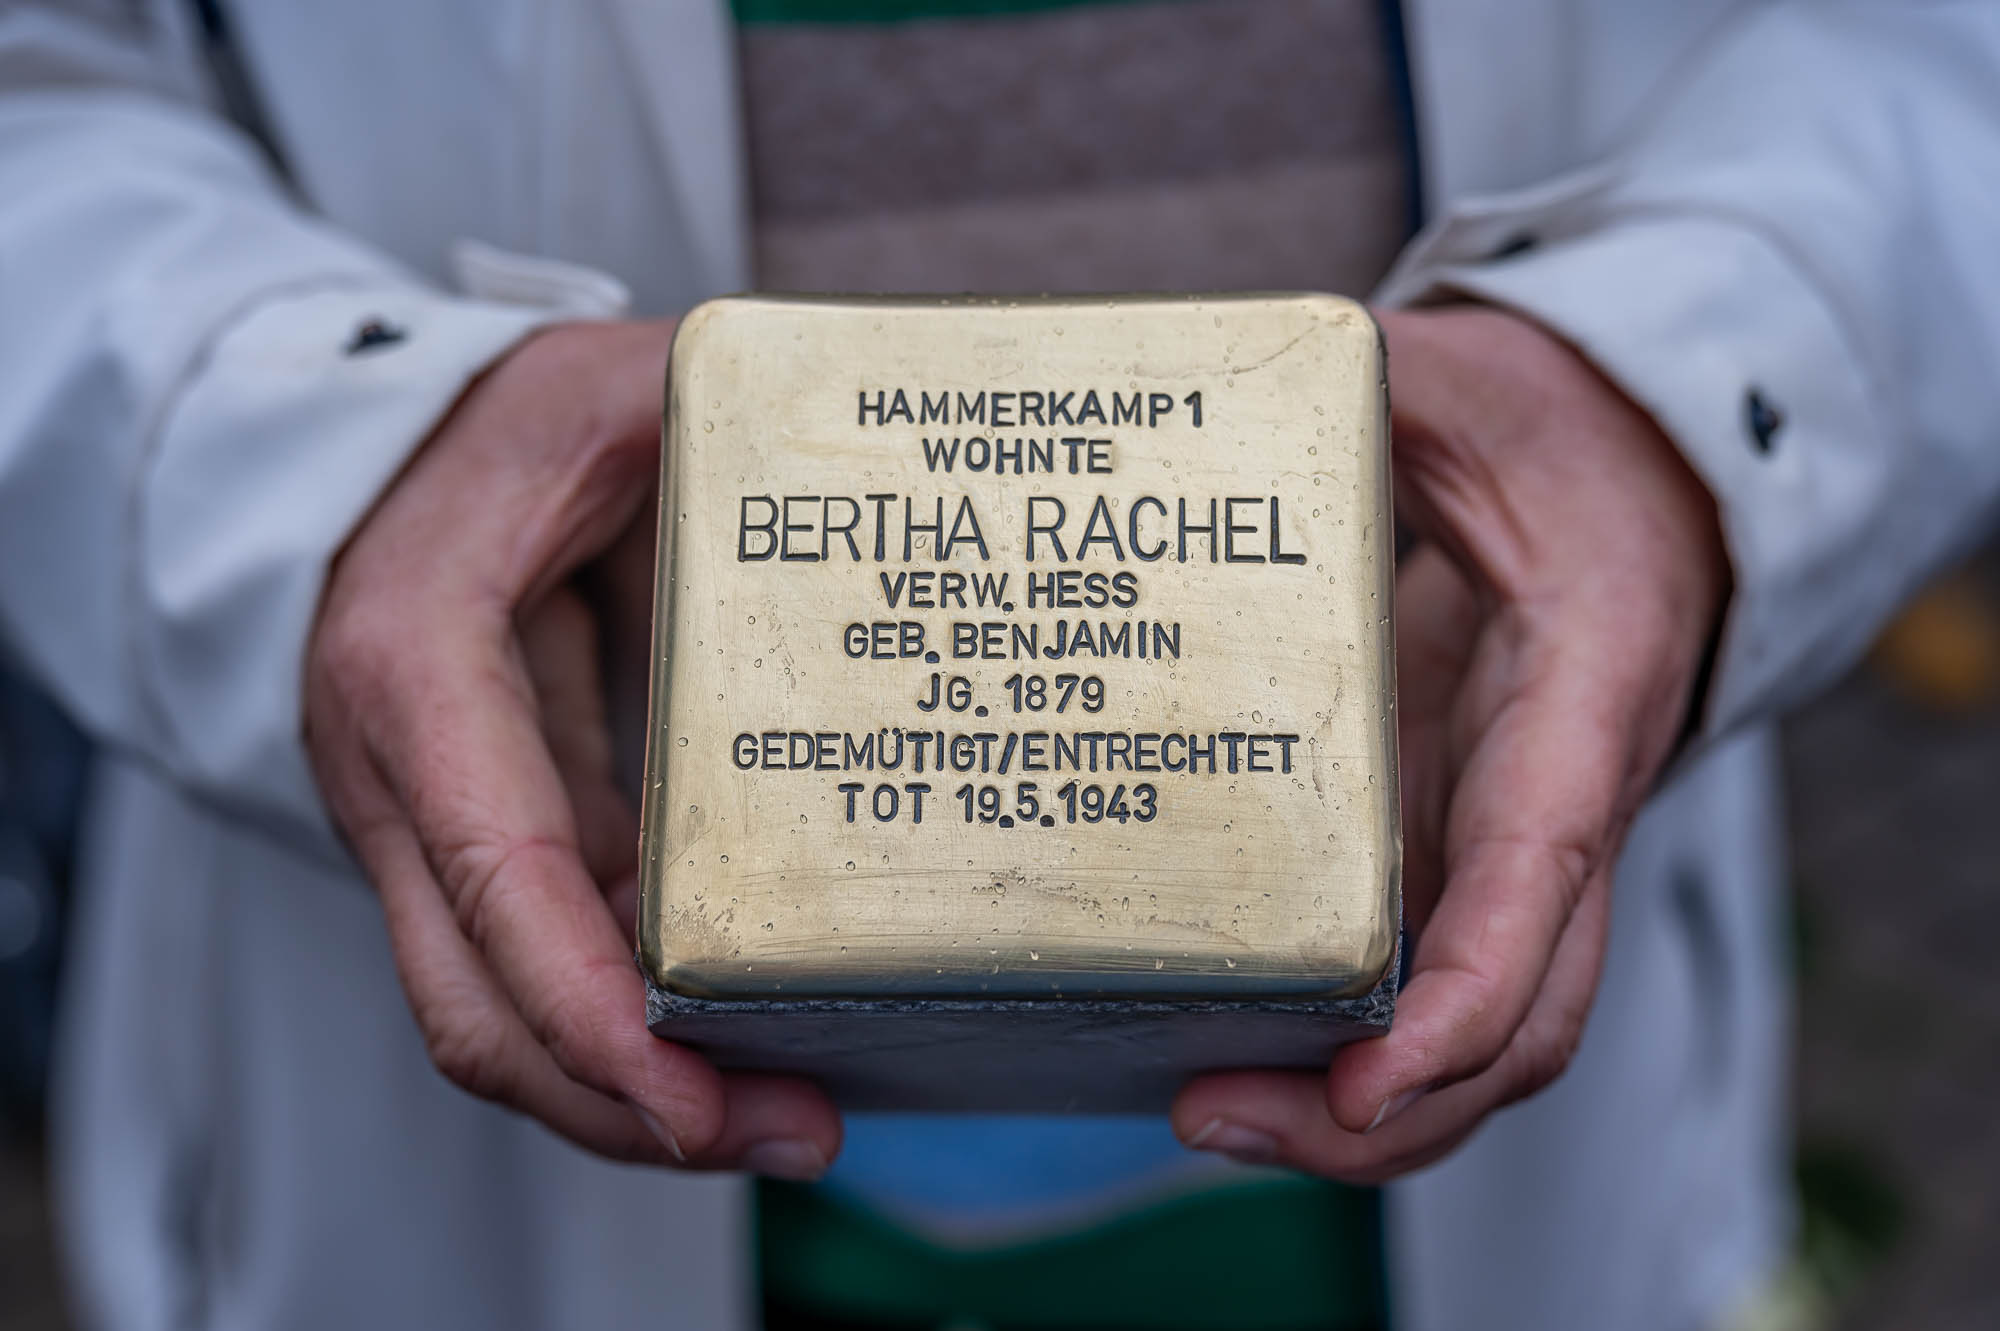 HAMMERKAMP 1
WOHNTE
BERTHA RACHEL
VERW. HESS
GEB. BENJAMIN
JG. 1879
GEDEMÜTIGT/ENTRECHTET
TOT 19.5.1943